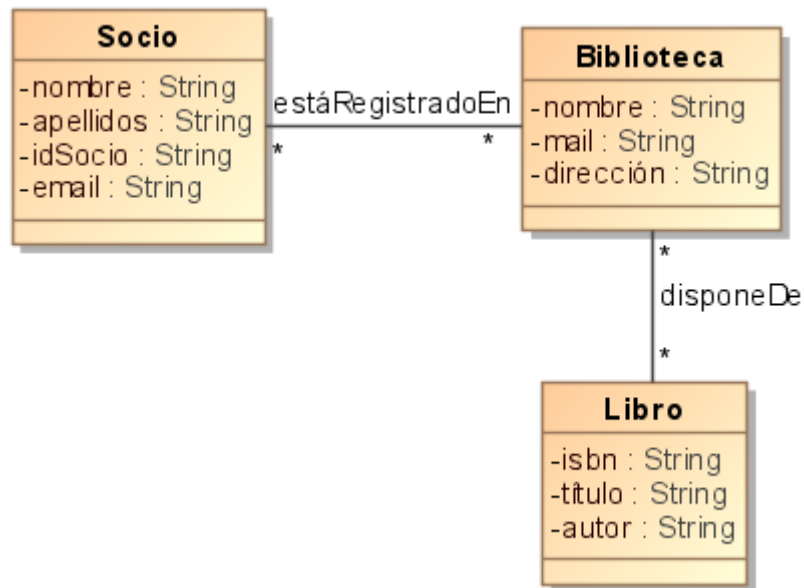 Socio
-nombre : String
-apellidos : String
-idSocio : String
-email : String
estáRegistradoEn
*
*
Biblioteca
-nombre : String
-mail : String
-dirección : String
*
disponeDe
*
Libro
-isbn : String
-título : String
-autor : String